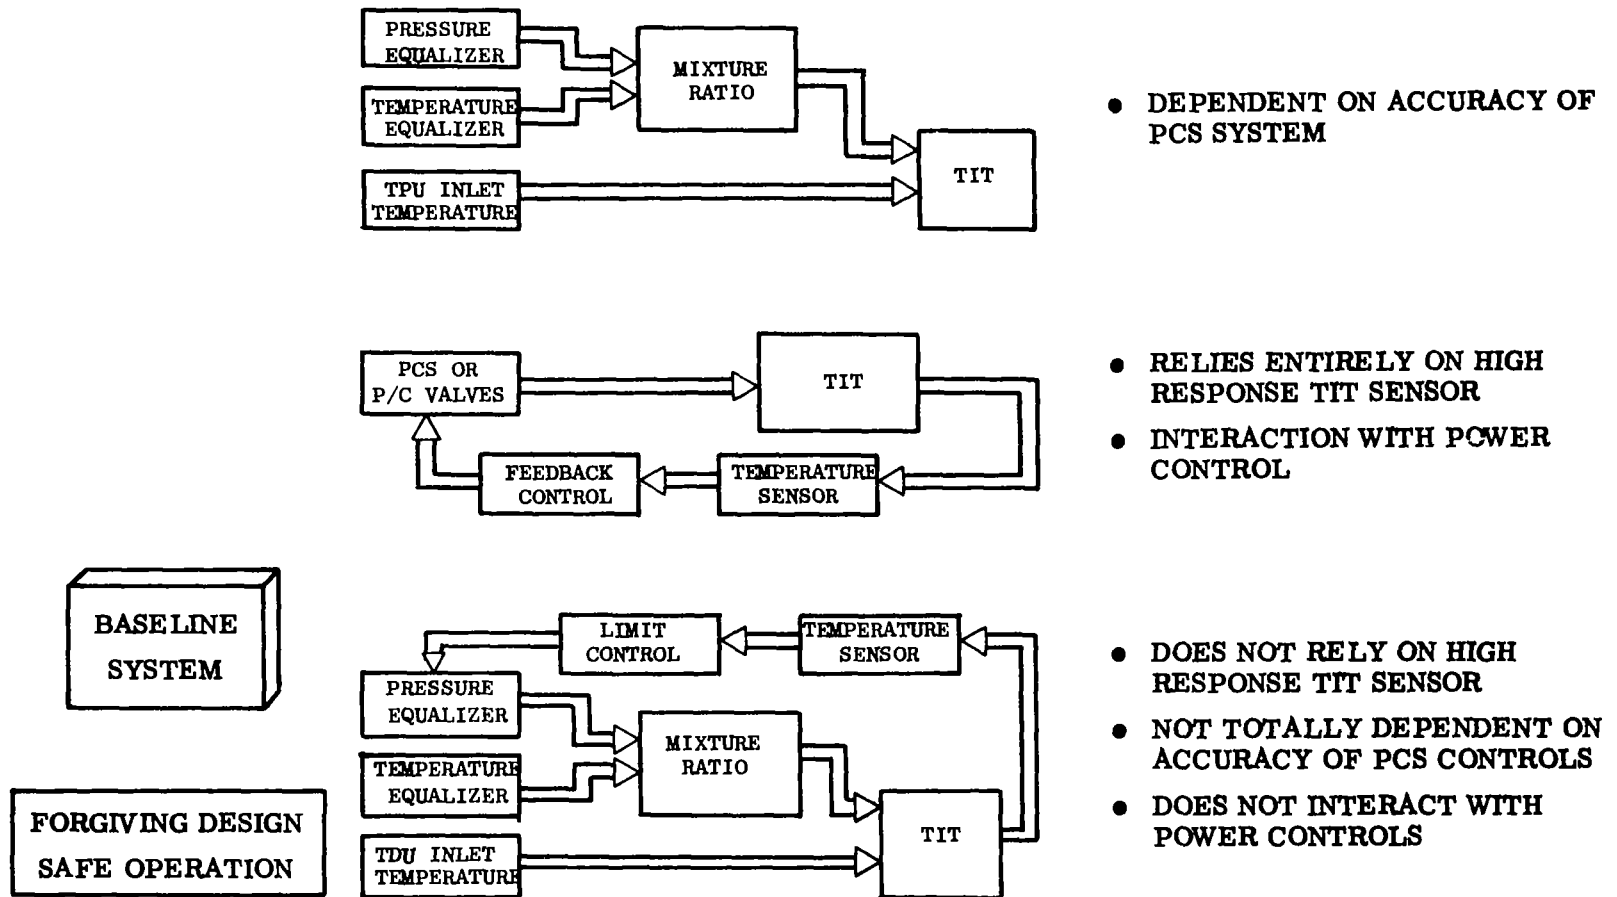 PRESSURE
EQUALIZER
TEMPERATURE
EQUALIZER
TPU INLET
TEMPERATURE
MIXTURE
RATIO
TIT
● DEPENDENT ON ACCURACY OF
PCS SYSTEM
PCS OR
P/C VALVES
TIT
FEEDBACK
CONTROL
TEMPERATURE
SENSOR
● RELIES ENTIRELY ON HIGH
RESPONSE TIT SENSOR
● INTERACTION WITH POWER
CONTROL
BASELINE
SYSTEM
FORGIVING DESIGN
SAFE OPERATION
LIMIT
CONTROL
TEMPERATURE
SENSOR
PRESSURE
EQUALIZER
TEMPERATURE
EQUALIZER
TDU INLET
TEMPERATURE
MIXTURE
RATIO
TIT
● DOES NOT RELY ON HIGH
RESPONSE TIT SENSOR
● NOT TOTALLY DEPENDENT ON
ACCURACY OF PCS CONTROLS
● DOES NOT INTERACT WITH
POWER CONTROLS